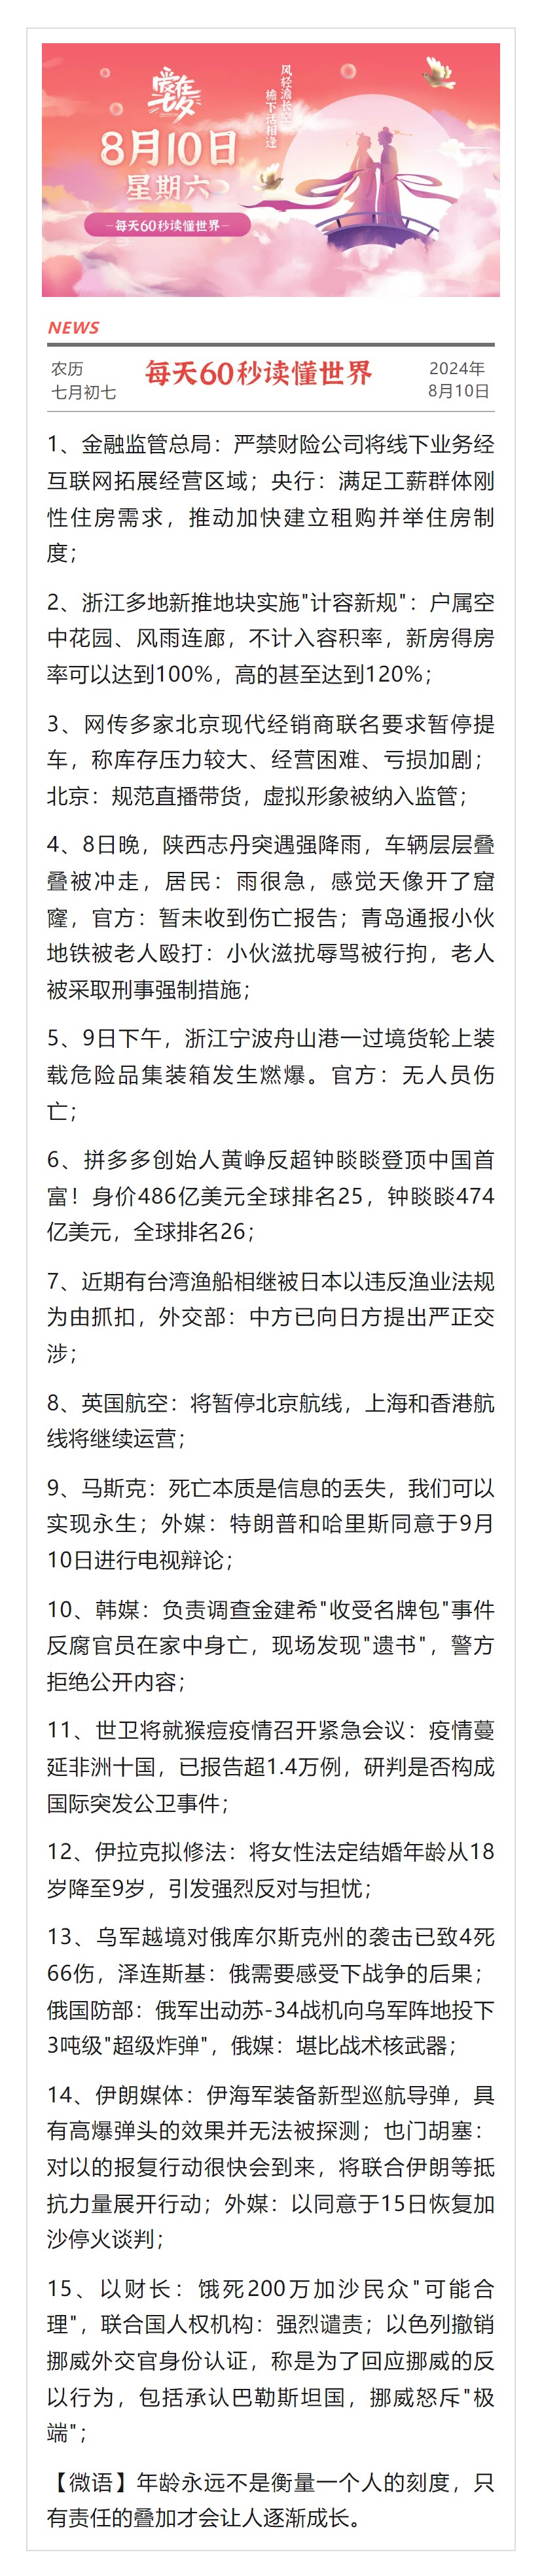 爱在七夕
风轻澹长空
檐下话相逢
8月10日
星期六
每天60秒读懂世界
NEWS
农历
七月初七
每天60秒读懂世界
2024年
8月10日
1、金融监管总局：严禁财险公司将线下业务经
互联网拓展经营区域；央行：满足工薪群体刚
性住房需求，推动加快建立租购并举住房制
度；
2、浙江多地新推地块实施"计容新规"：户属空
中花园、风雨连廊，不计入容积率，新房得房
率可以达到100%，高的甚至达到120%；
3、网传多家北京现代经销商联名要求暂停提
车，称库存压力较大、经营困难、亏损加剧；
北京：规范直播带货，虚拟形象被纳入监管；
4、8日晚，陕西志丹突遇强降雨，车辆层层叠
叠被冲走，居民：雨很急，感觉天像开了窟
窿，官方：暂未收到伤亡报告；青岛通报小伙
地铁被老人殴打：小伙滋扰辱骂被行拘，老人
被采取刑事强制措施；
5、9日下午，浙江宁波舟山港一过境货轮上装
载危险品集装箱发生燃爆。官方：无人员伤
亡；
6、拼多多创始人黄峥反超钟睒睒登顶中国首
富！身价486亿美元全球排名25，钟睒睒474
亿美元，全球排名26；
7、近期有台湾渔船相继被日本以违反渔业法规
为由抓扣，外交部：中方已向日方提出严正交
涉；
8、英国航空：将暂停北京航线，上海和香港航
线将继续运营；
9、马斯克：死亡本质是信息的丢失，我们可以
实现永生；外媒：特朗普和哈里斯同意于9月
10日进行电视辩论；
10、韩媒：负责调查金建希"收受名牌包"事件
反腐官员在家中身亡，现场发现"遗书"，警方
拒绝公开内容；
11、世卫将就猴痘疫情召开紧急会议：疫情蔓
延非洲十国，已报告超1.4万例，研判是否构成
国际突发公卫事件；
12、伊拉克拟修法：将女性法定结婚年龄从18
岁降至9岁，引发强烈反对与担忧；
13、乌军越境对俄库尔斯克州的袭击已致4死
66伤，泽连斯基：俄需要感受下战争的后果；
俄国防部：俄军出动苏-34战机向乌军阵地投下
3吨级"超级炸弹"，俄媒：堪比战术核武器；
14、伊朗媒体：伊海军装备新型巡航导弹，具
有高爆弹头的效果并无法被探测；也门胡塞：
对以的报复行动很快会到来，将联合伊朗等抵
抗力量展开行动；外媒：以同意于15日恢复加
沙停火谈判；
15、以财长：饿死200万加沙民众"可能合
理"，联合国人权机构：强烈谴责；以色列撤销
挪威外交官身份认证，称是为了回应挪威的反
以行为，包括承认巴勒斯坦国，挪威怒斥"极
端"；
【微语】年龄永远不是衡量一个人的刻度，只
有责任的叠加才会让人逐渐成长。